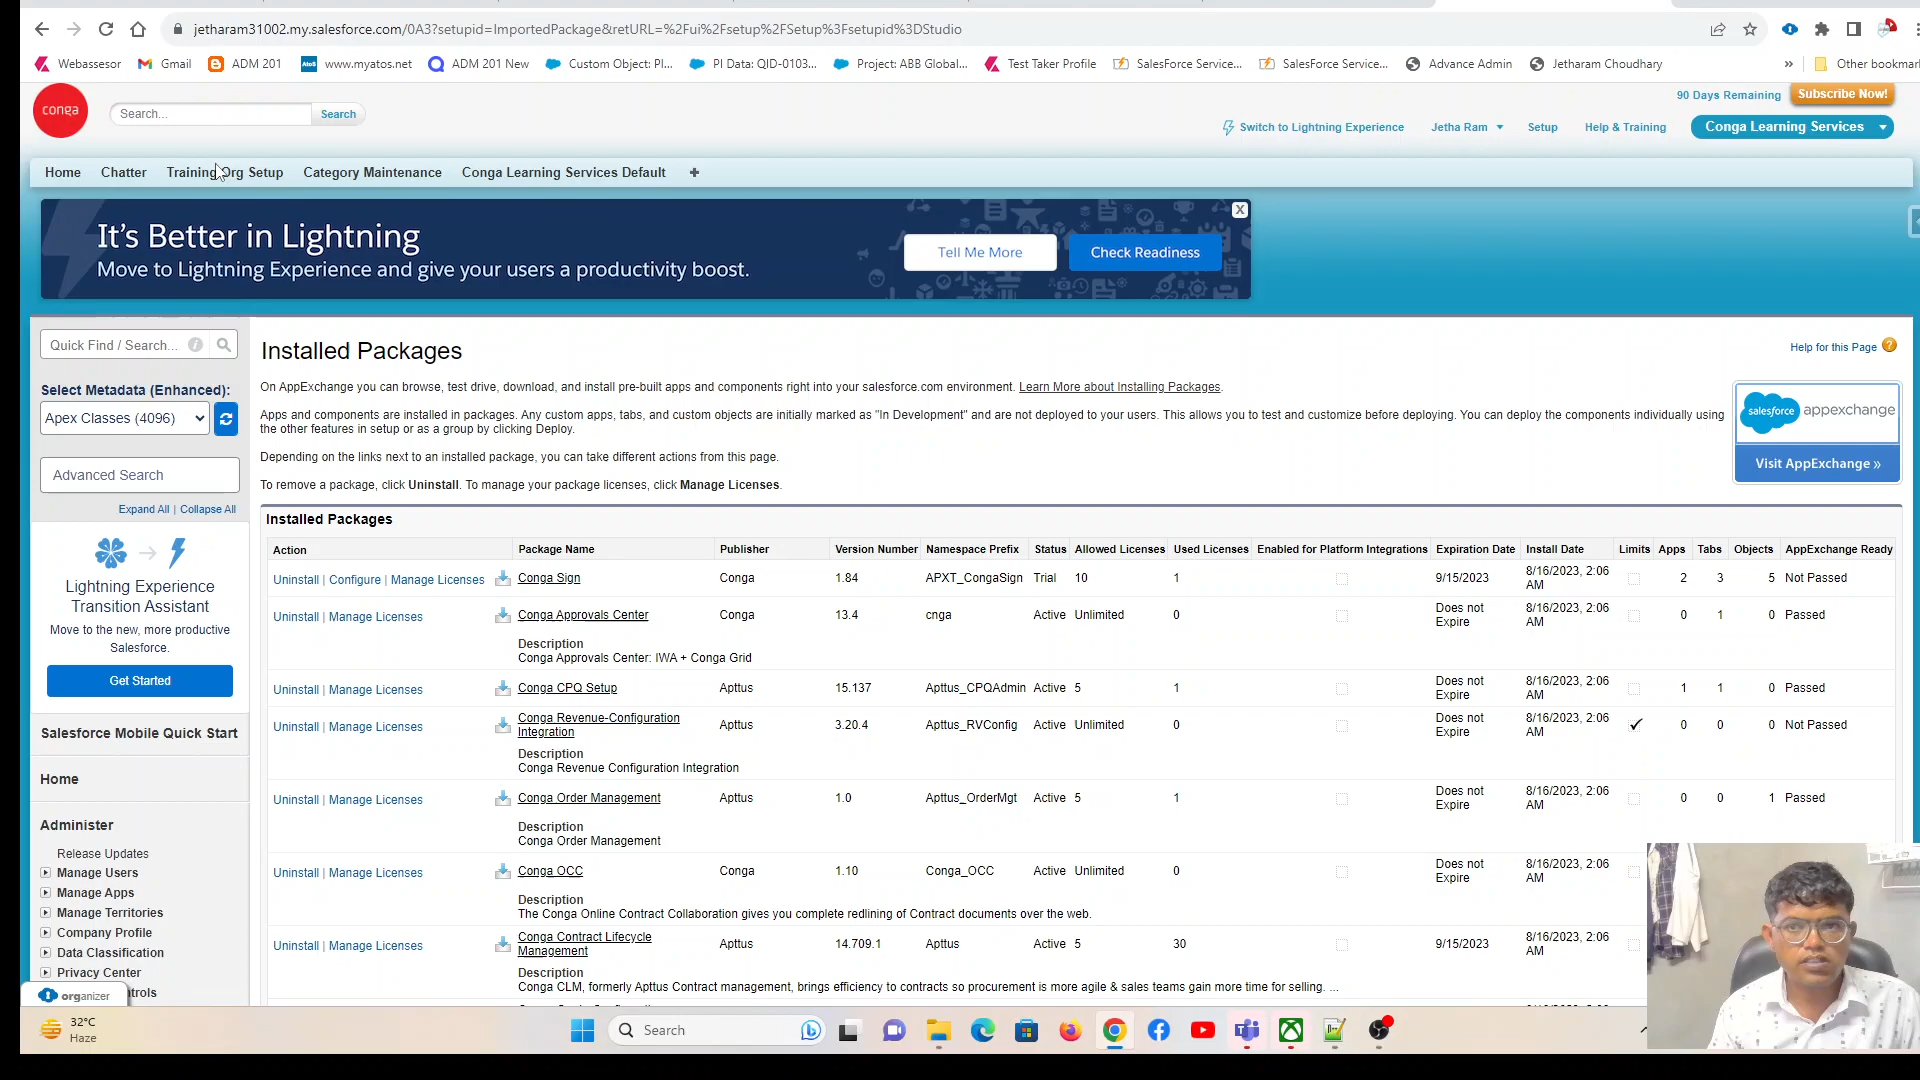 jetharam31002.my.salesforce.com/0A3?setupid=ImportedPackage&retURL=%2Fui%2Fsetup%2FSetup%3Fsetupid%3DStudio
Webassesor Gmail ADM 201 www.myatos.net ADM 201 New Custom Object: Pl... PI Data: QID-0103... Project: ABB Global... Test Taker Profile SalesForce Service... SalesForce Service... Advance Admin Jetharam Choudhary » Other bookmar
conga
Search...
Search
90 Days Remaining
Subscribe Now!
Switch to Lightning Experience
Jetha Ram
Setup
Help & Training
Conga Learning Services
Home Chatter Training Org Setup Category Maintenance Conga Learning Services Default +
It's Better in Lightning
Move to Lightning Experience and give your users a productivity boost.
Tell Me More
Check Readiness
X
Quick Find / Search...
Select Metadata (Enhanced):
Apex Classes (4096)
Advanced Search
Expand All | Collapse All
Lightning Experience
Transition Assistant
Move to the new, more productive
Salesforce.
Get Started
Salesforce Mobile Quick Start
Home
Administer
Release Updates
Manage Users
Manage Apps
Manage Territories
Company Profile
Data Classification
Privacy Center
ntrols
organizer
Installed Packages
Help for this Page
On AppExchange you can browse, test drive, download, and install pre-built apps and components right into your salesforce.com environment. Learn More about Installing Packages.
Apps and components are installed in packages. Any custom apps, tabs, and custom objects are initially marked as "In Development" and are not deployed to your users. This allows you to test and customize before deploying. You can deploy the components individually using
the other features in setup or as a group by clicking Deploy.
Depending on the links next to an installed package, you can take different actions from this page.
To remove a package, click Uninstall. To manage your package licenses, click Manage Licenses.
salesforce appexchange
Visit AppExchange »
Installed Packages
Action Package Name Publisher Version Number Namespace Prefix Status Allowed Licenses Used Licenses Enabled for Platform Integrations Expiration Date Install Date Limits Apps Tabs Objects AppExchange Ready
Uninstall | Configure | Manage Licenses Conga Sign Conga 1.84 APXT_CongaSign Trial 10 1 9/15/2023 8/16/2023, 2:06 AM 2 3 5 Not Passed
Uninstall | Manage Licenses Conga Approvals Center Conga 13.4 cnga Active Unlimited 0 Does not Expire 8/16/2023, 2:06 AM 0 1 0 Passed
Description
Conga Approvals Center: IWA + Conga Grid
Uninstall | Manage Licenses Conga CPQ Setup Apttus 15.137 Apttus_CPQAdmin Active 5 1 Does not Expire 8/16/2023, 2:06 AM 1 1 0 Passed
Uninstall | Manage Licenses Conga Revenue-Configuration Integration Apttus 3.20.4 Apttus_RVConfig Active Unlimited 0 Does not Expire 8/16/2023, 2:06 AM 0 0 0 Not Passed
Description
Conga Revenue Configuration Integration
Uninstall | Manage Licenses Conga Order Management Apttus 1.0 Apttus_OrderMgt Active 5 1 Does not Expire 8/16/2023, 2:06 AM 0 0 1 Passed
Description
Conga Order Management
Uninstall | Manage Licenses Conga OCC Conga 1.10 Conga_OCC Active Unlimited 0 Does not Expire 8/16/2023, 2:06 AM
Description
The Conga Online Contract Collaboration gives you complete redlining of Contract documents over the web.
Uninstall | Manage Licenses Conga Contract Lifecycle Management Apttus 14.709.1 Apttus Active 5 30 9/15/2023 8/16/2023, 2:06 AM
Description
Conga CLM, formerly Apttus Contract management, brings efficiency to contracts so procurement is more agile & sales teams gain more time for selling. ...
32°C
Haze
Search